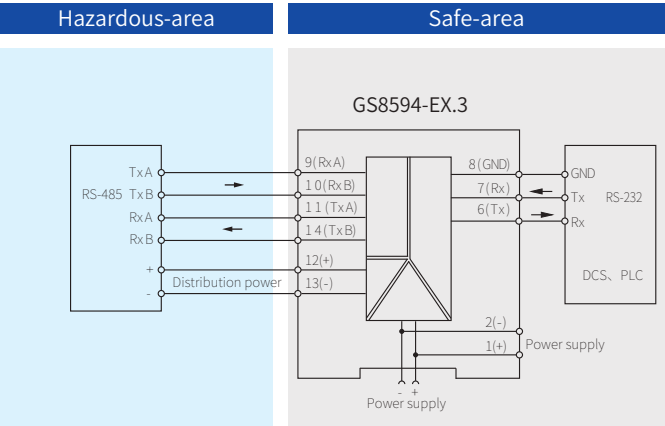 Hazardous-area
Safe-area
GS8594-EX.3
RS-485
TxA
TxB
RxA
RxB
+
-
Distribution power
9(RxA)
10(RxB)
11(TxA)
14(TxB)
12(+)
13(-)
8(GND)
7(Rx)
6(Tx)
2(-)
1(+)
Power supply
- +
Power supply
GND
Tx
Rx
RS-232
DCS、PLC